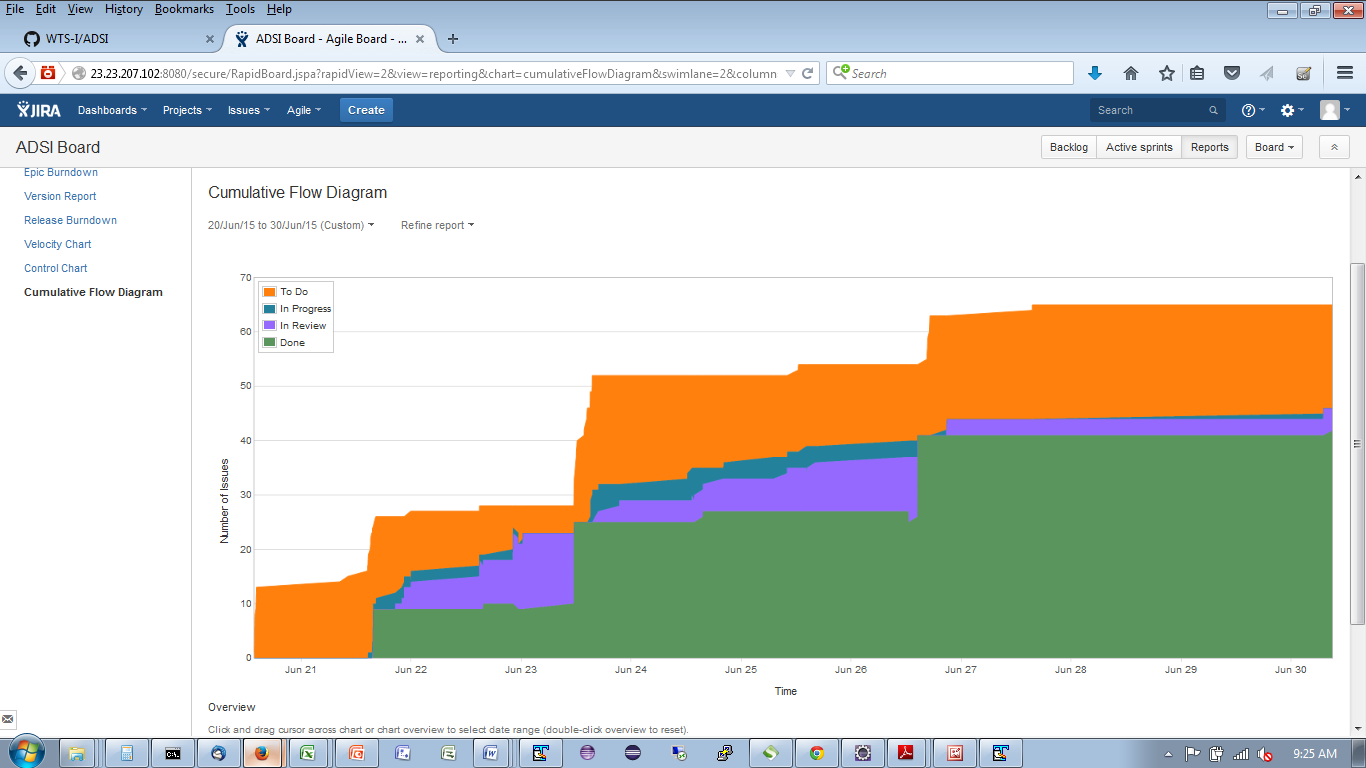 File Edit View History Bookmarks Tools Help
WTS-I/ADSI
ADSI Board - Agile Board - ...
23.23.207.102:8080/secure/RapidBoard.jspa?rapidView=2&view=reporting&chart=cumulativeFlowDiagram&swimlane=2&column
Search
JIRA Dashboards Projects Issues Agile Create Search
ADSI Board
Backlog Active sprints Reports Board
Epic Burndown
Version Report
Release Burndown
Velocity Chart
Control Chart
Cumulative Flow Diagram
Cumulative Flow Diagram
20/Jun/15 to 30/Jun/15 (Custom) Refine report
70
60
50
40
30
20
10
0
Number of Issues
To Do
In Progress
In Review
Done
Jun 21 Jun 22 Jun 23 Jun 24 Jun 25 Jun 26 Jun 27 Jun 28 Jun 29 Jun 30
Time
Overview
Click and drag cursor across chart or chart overview to select date range (double-click overview to reset).
9:25 AM